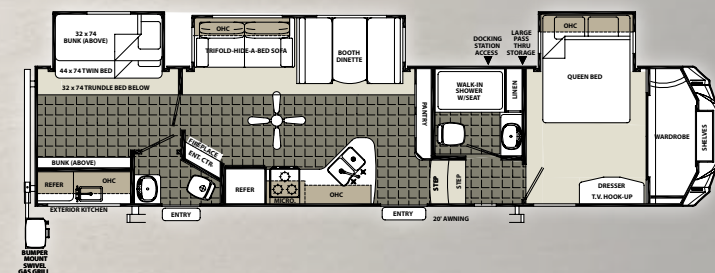 32 x 74
BUNK (ABOVE)
44 x 74 TWIN BED
32 x 74 TRUNDLE BED BELOW
BUNK (ABOVE)
REFER
OHC
EXTERIOR KITCHEN
BUMPER
MOUNT
SWIVEL
GAS GRILL
ENTRY
OHC
TRIFOLD-HIDE-A-BED SOFA
BOOTH
DINETTE
FIREPLACE
ENT. CTR.
REFER
MICRO.
OHC
ENTRY
PANTRY
DOCKING
STATION
ACCESS
LARGE
PASS
THRU
STORAGE
WALK-IN
SHOWER
W/SEAT
LINEN
STEP
STEP
20' AWNING
OHC
QUEEN BED
DRESSER
T.V. HOOK-UP
WARDROBE
SHELVES